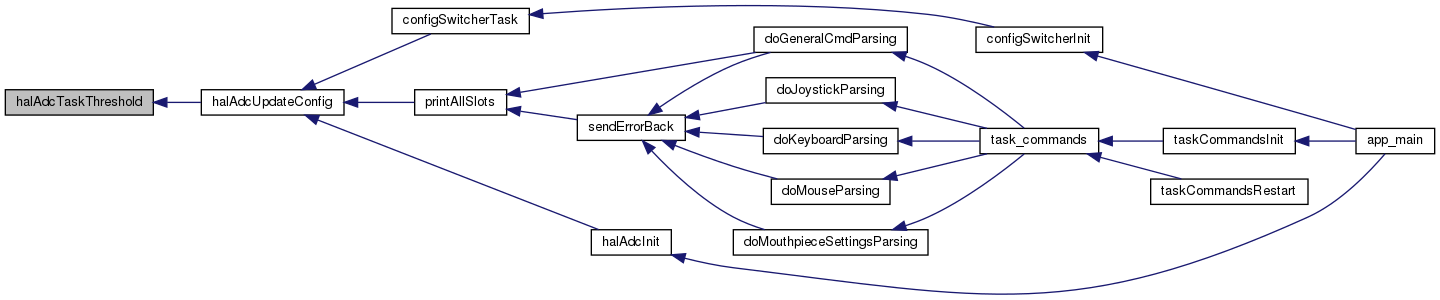 configSwitcherTask
configSwitcherInit
doGeneralCmdParsing
halAdcTaskThreshold
halAdcUpdateConfig
printAllSlots
doJoystickParsing
sendErrorBack
doKeyboardParsing
task_commands
taskCommandsInit
app_main
doMouseParsing
taskCommandsRestart
halAdcInit
doMouthpieceSettingsParsing